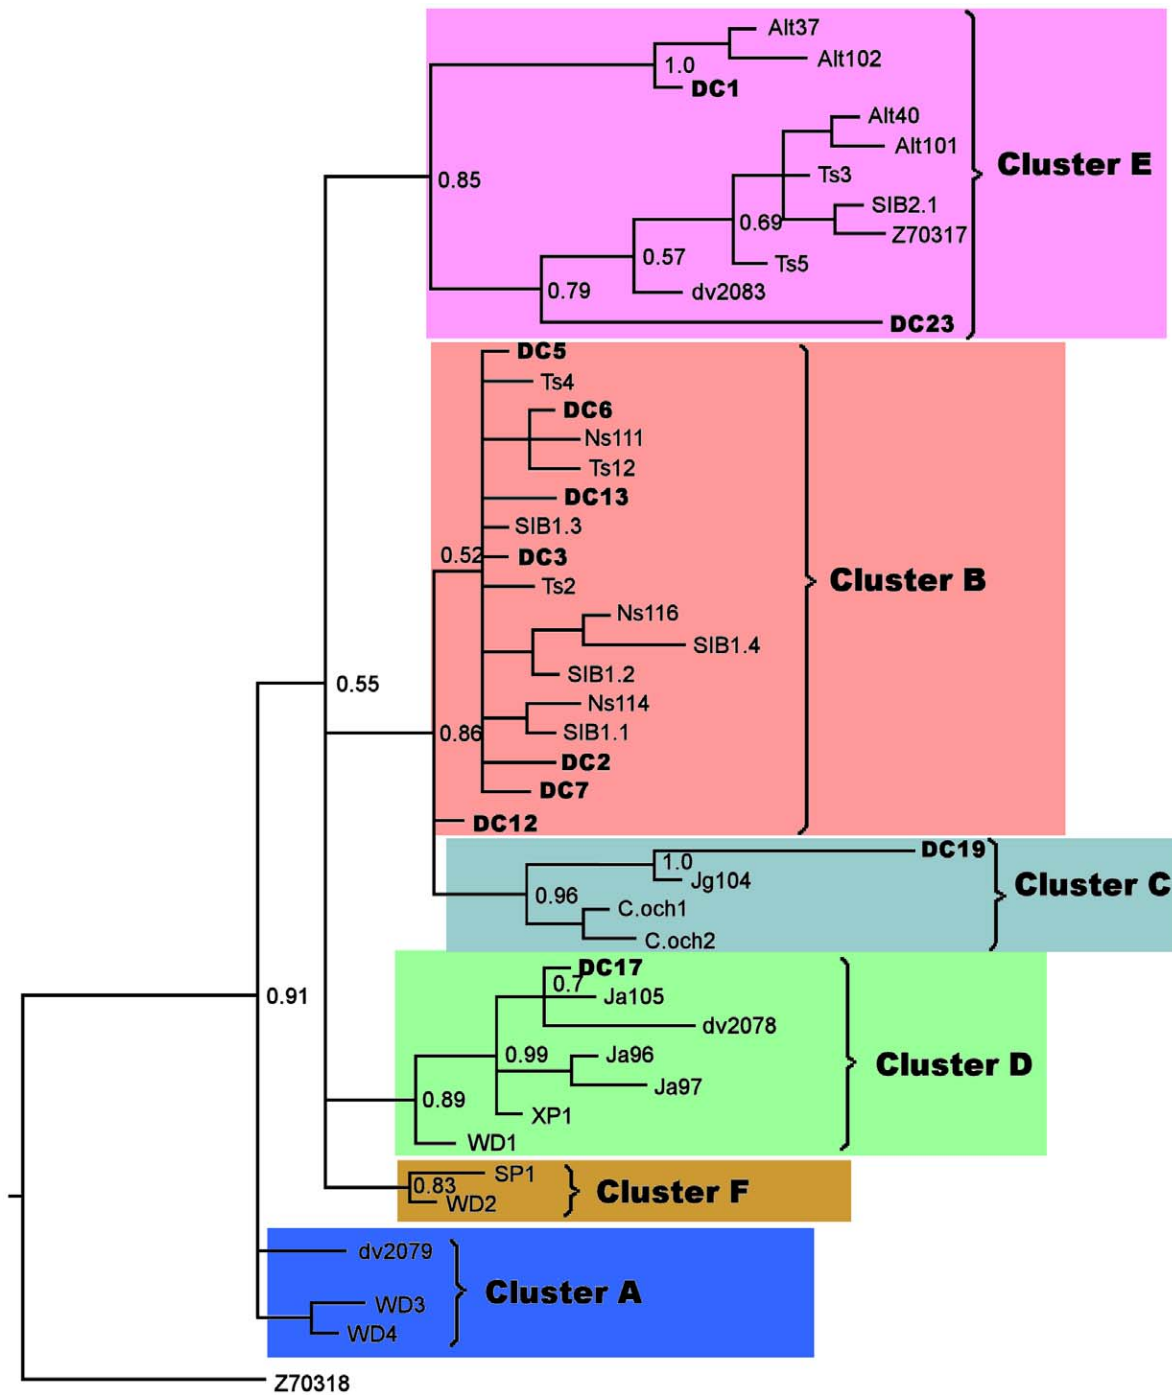 Alt37
1.0
Alt102
DC1
Alt40
Alt101
Cluster E
0.85
Ts3
SIB2.1
0.69
Z70317
0.57
Ts5
0.79
dv2083
DC23
DC5
Ts4
DC6
Ns111
Ts12
DC13
SIB1.3
0.52
DC3
Ts2
Cluster B
Ns116
SIB1.4
SIB1.2
0.55
Ns114
0.86
SIB1.1
DC2
DC7
DC12
DC19
1.0
Jg104
Cluster C
0.96
C.och1
C.och2
DC17
0.7
0.91
Ja105
dv2078
0.99
Ja96
Cluster D
Ja97
0.89
XP1
WD1
SP1
0.83
Cluster F
WD2
dv2079
Cluster A
WD3
WD4
Z70318